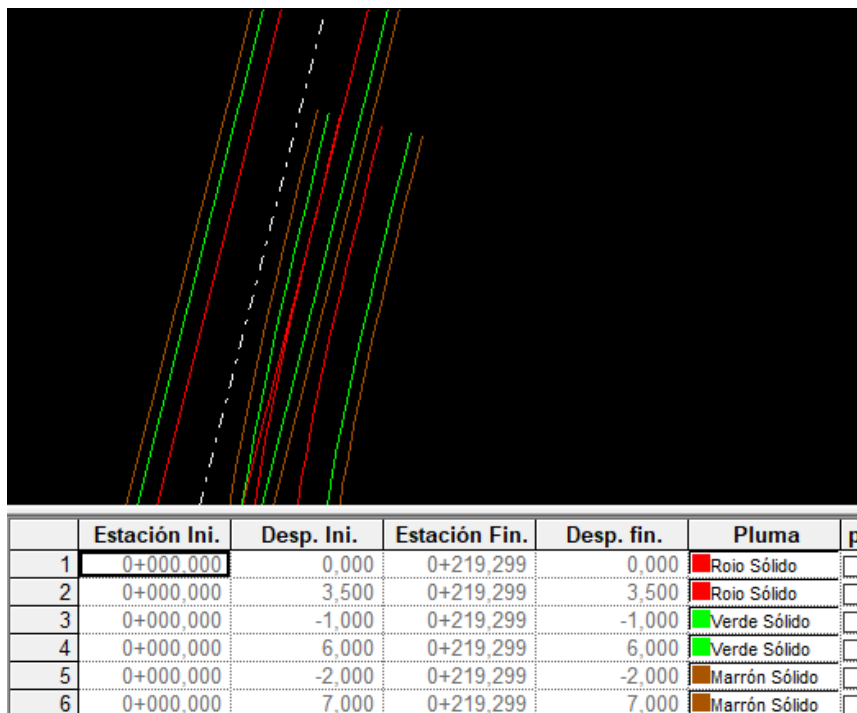 Estación Ini. Desp. Ini. Estación Fin. Desp. fin. Pluma p
1 0+000,000 0,000 0+219,299 0,000 Roio Sólido
2 0+000,000 3,500 0+219,299 3,500 Roio Sólido
3 0+000,000 -1,000 0+219,299 -1,000 Verde Sólido
4 0+000,000 6,000 0+219,299 6,000 Verde Sólido
5 0+000,000 -2,000 0+219,299 -2,000 Marrón Sólido
6 0+000,000 7,000 0+219,299 7,000 Marrón Sólido